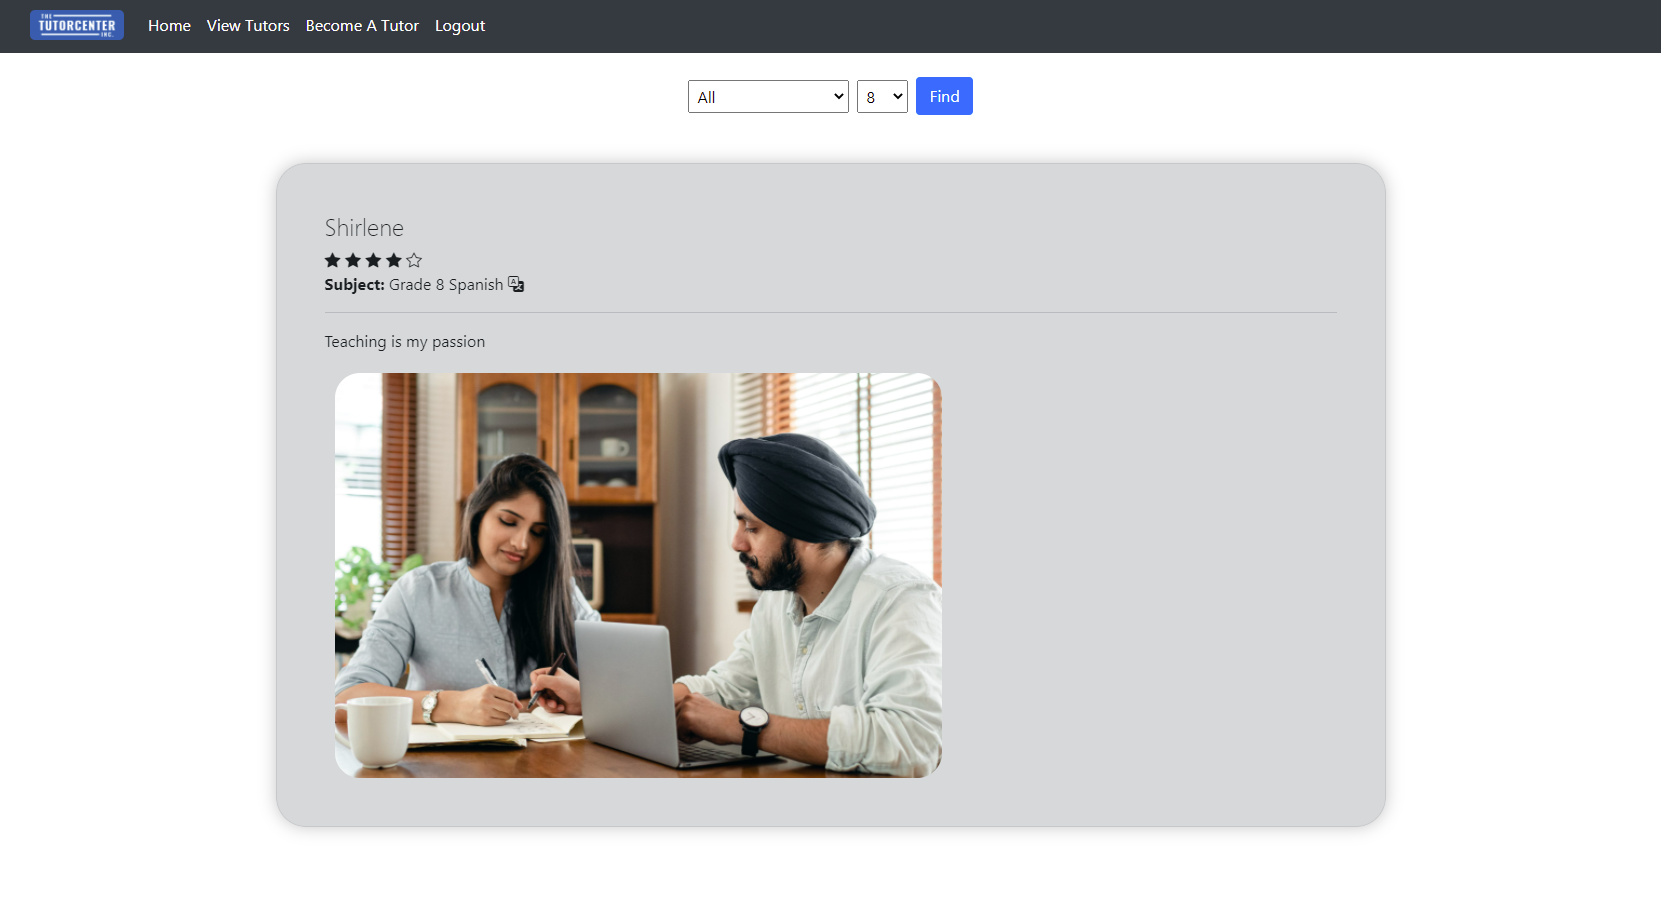 THE
TUTORCENTER
INC.
Home View Tutors Become A Tutor Logout
All 8 Find
Shirlene
Subject: Grade 8 Spanish
Teaching is my passion